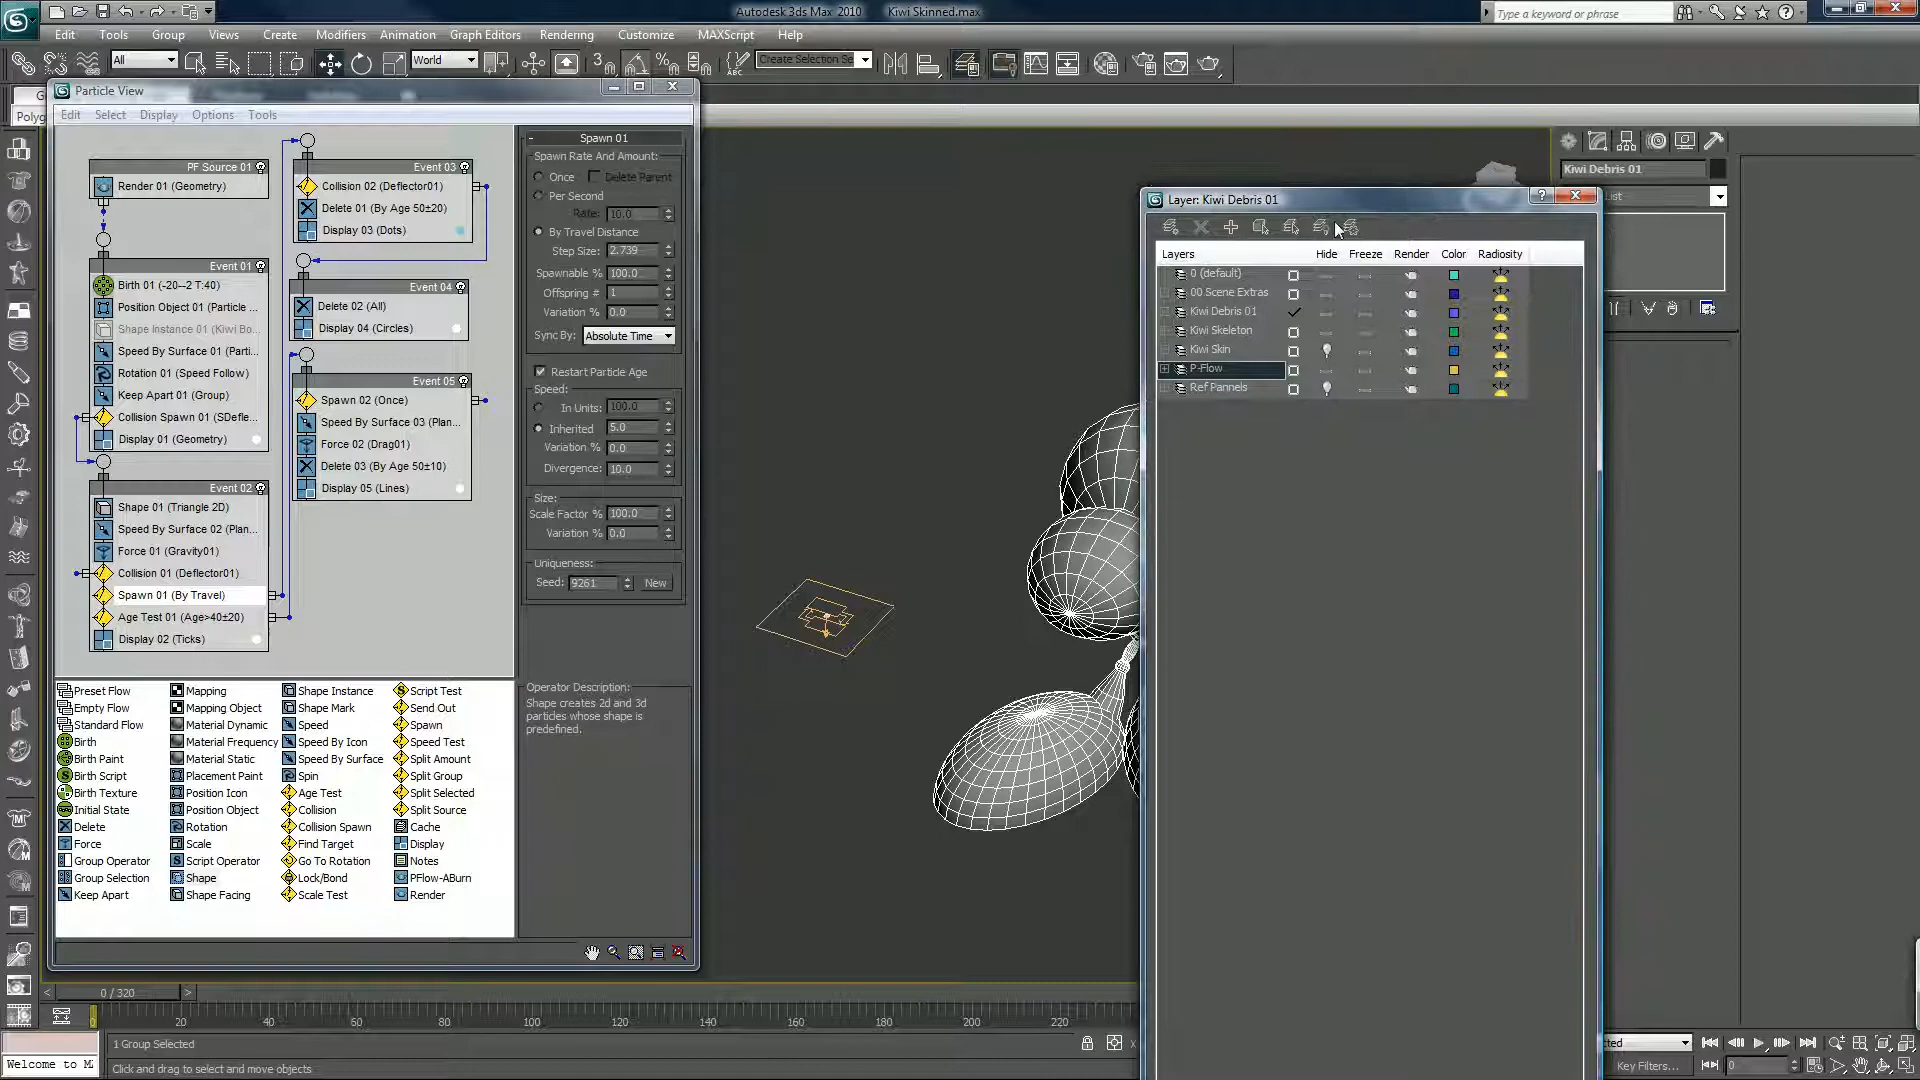 Autodesk 3ds Max 2010 Kiwi Skinned.max
Type a keyword or phrase
Edit Tools Group Views Create Modifiers Animation Graph Editors Rendering Customize MAXScript Help
All
World
Create Selection Se
Polyg
Particle View
Edit Select Display Options Tools
PF Source 01
Render 01 (Geometry)
Event 01
Birth 01 (-20--2 T:40)
Position Object 01 (Particle ...
Shape Instance 01 (Kiwi Bo...
Speed By Surface 01 (Parti...
Rotation 01 (Speed Follow)
Keep Apart 01 (Group)
Collision Spawn 01 (SDefle...
Display 01 (Geometry)
Event 02
Shape 01 (Triangle 2D)
Speed By Surface 02 (Plan...
Force 01 (Gravity01)
Collision 01 (Deflector01)
Spawn 01 (By Travel)
Age Test 01 (Age>40±20)
Display 02 (Ticks)
Event 03
Collision 02 (Deflector01)
Delete 01 (By Age 50±20)
Display 03 (Dots)
Event 04
Delete 02 (All)
Display 04 (Circles)
Event 05
Spawn 02 (Once)
Speed By Surface 03 (Plan...
Force 02 (Drag01)
Delete 03 (By Age 50±10)
Display 05 (Lines)
Spawn 01
Spawn Rate And Amount:
Once Delete Parent
Per Second
Rate: 10.0
By Travel Distance
Step Size: 2.739
Spawnable % 100.0
Offspring # 1
Variation % 0.0
Sync By: Absolute Time
Restart Particle Age
Speed:
In Units: 100.0
Inherited 5.0
Variation % 0.0
Divergence: 10.0
Size:
Scale Factor % 100.0
Variation % 0.0
Uniqueness:
Seed: 9261 New
Operator Description:
Shape creates 2d and 3d
particles whose shape is
predefined.
Preset Flow Mapping Shape Instance Script Test
Empty Flow Mapping Object Shape Mark Send Out
Standard Flow Material Dynamic Speed Spawn
Birth Material Frequency Speed By Icon Speed Test
Birth Paint Material Static Speed By Surface Split Amount
Birth Script Placement Paint Spin Split Group
Birth Texture Position Icon Age Test Split Selected
Initial State Position Object Collision Split Source
Delete Rotation Collision Spawn Cache
Force Scale Find Target Display
Group Operator Script Operator Go To Rotation Notes
Group Selection Shape Lock/Bond PFlow-ABurn
Keep Apart Shape Facing Scale Test Render
Layer: Kiwi Debris 01
Layers Hide Freeze Render Color Radiosity
0 (default)
00 Scene Extras
Kiwi Debris 01
Kiwi Skeleton
Kiwi Skin
P-Flow
Ref Pannels
Kiwi Debris 01
List
0 / 320
20 40 60 80 100 120 140 160 180 200 220
1 Group Selected
Welcome to M
Click and drag to select and move objects
Key Filters...
0